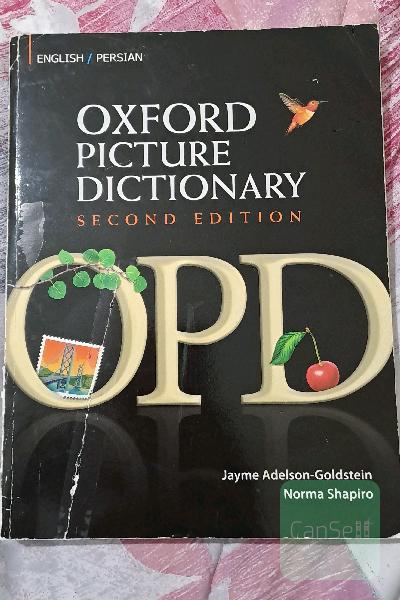 ENGLISH / PERSIAN
OXFORD
PICTURE
DICTIONARY
SECOND EDITION
OPD
Jayme Adelson-Goldstein
Norma Shapiro
CanSell